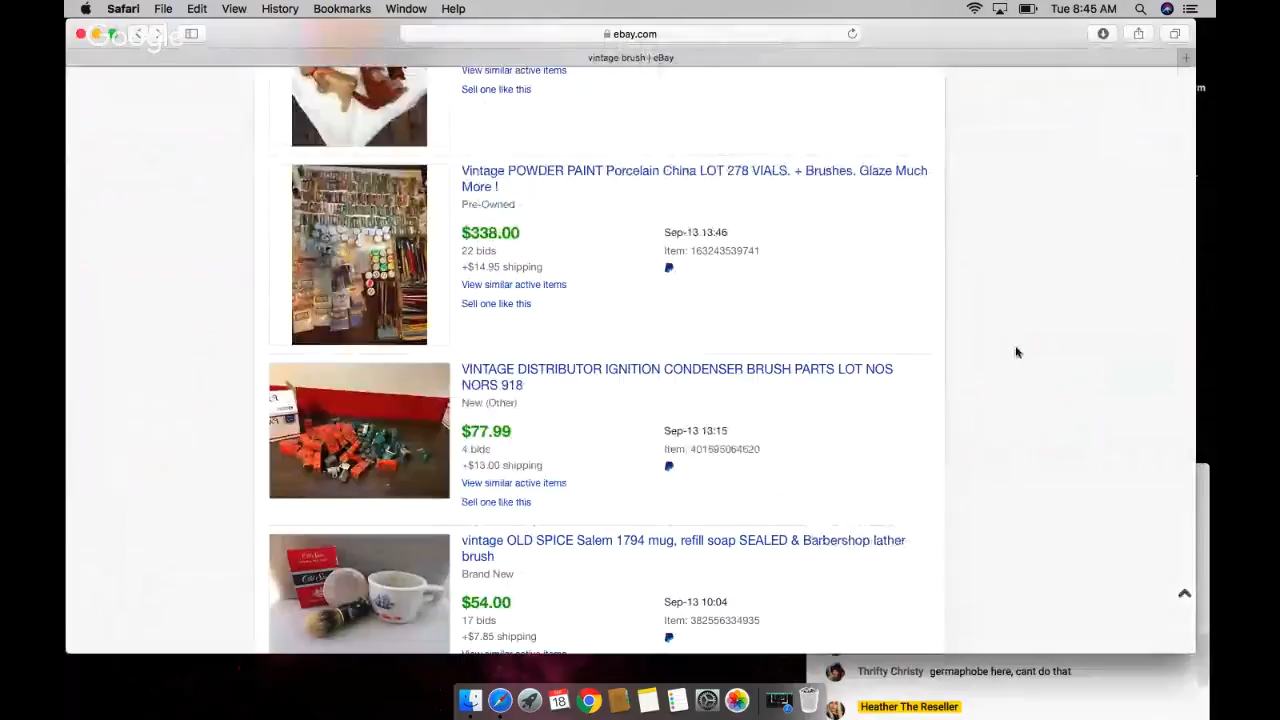 Safari File Edit View History Bookmarks Window Help Tue 8:45 AM
Google
ebay.com
vintage brush | eBay
View similar active items
Sell one like this
Vintage POWDER PAINT Porcelain China LOT 278 VIALS. + Brushes. Glaze Much
More !
Pre-Owned
$338.00 Sep-13 13:46
22 bids Item: 163243539741
+$14.95 shipping
View similar active items
Sell one like this
VINTAGE DISTRIBUTOR IGNITION CONDENSER BRUSH PARTS LOT NOS
NORS 918
New (Other)
$77.99 Sep-13 13:15
4 bids Item: 401595064620
+$13.00 shipping
View similar active items
Sell one like this
vintage OLD SPICE Salem 1794 mug, refill soap SEALED & Barbershop lather
brush
Brand New
$54.00 Sep-13 10:04
17 bids Item: 382556334935
+$7.85 shipping
View similar active items
Thrifty Christy germaphobe here, cant do that
Heather The Reseller
18